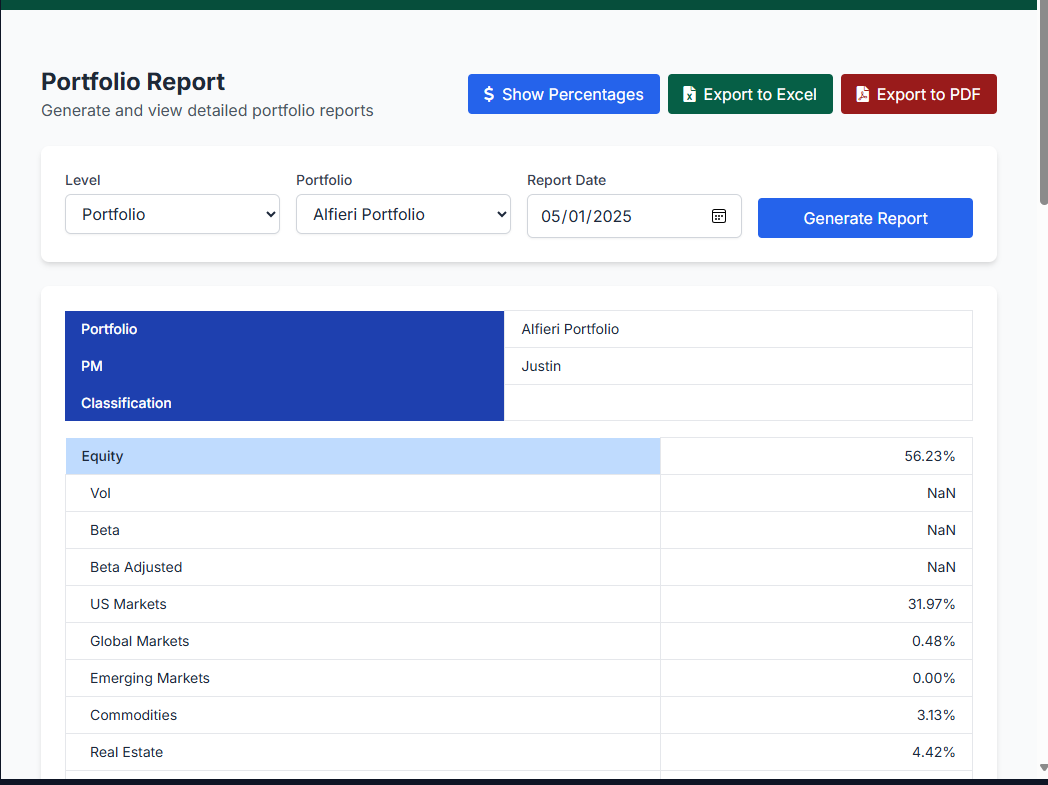 Portfolio Report
Generate and view detailed portfolio reports
$ Show Percentages
Export to Excel
Export to PDF
Level
Portfolio
Report Date
Portfolio
Alfieri Portfolio
05/01/2025
Generate Report
Portfolio Alfieri Portfolio
PM Justin
Classification
Equity 56.23%
Vol NaN
Beta NaN
Beta Adjusted NaN
US Markets 31.97%
Global Markets 0.48%
Emerging Markets 0.00%
Commodities 3.13%
Real Estate 4.42%